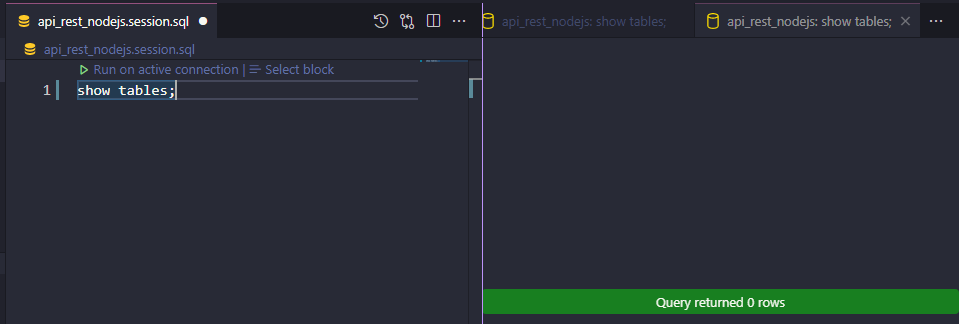 api_rest_nodejs.session.sql
api_rest_nodejs: show tables;
api_rest_nodejs: show tables;
api_rest_nodejs.session.sql
Run on active connection | Select block
1 show tables;
Query returned 0 rows